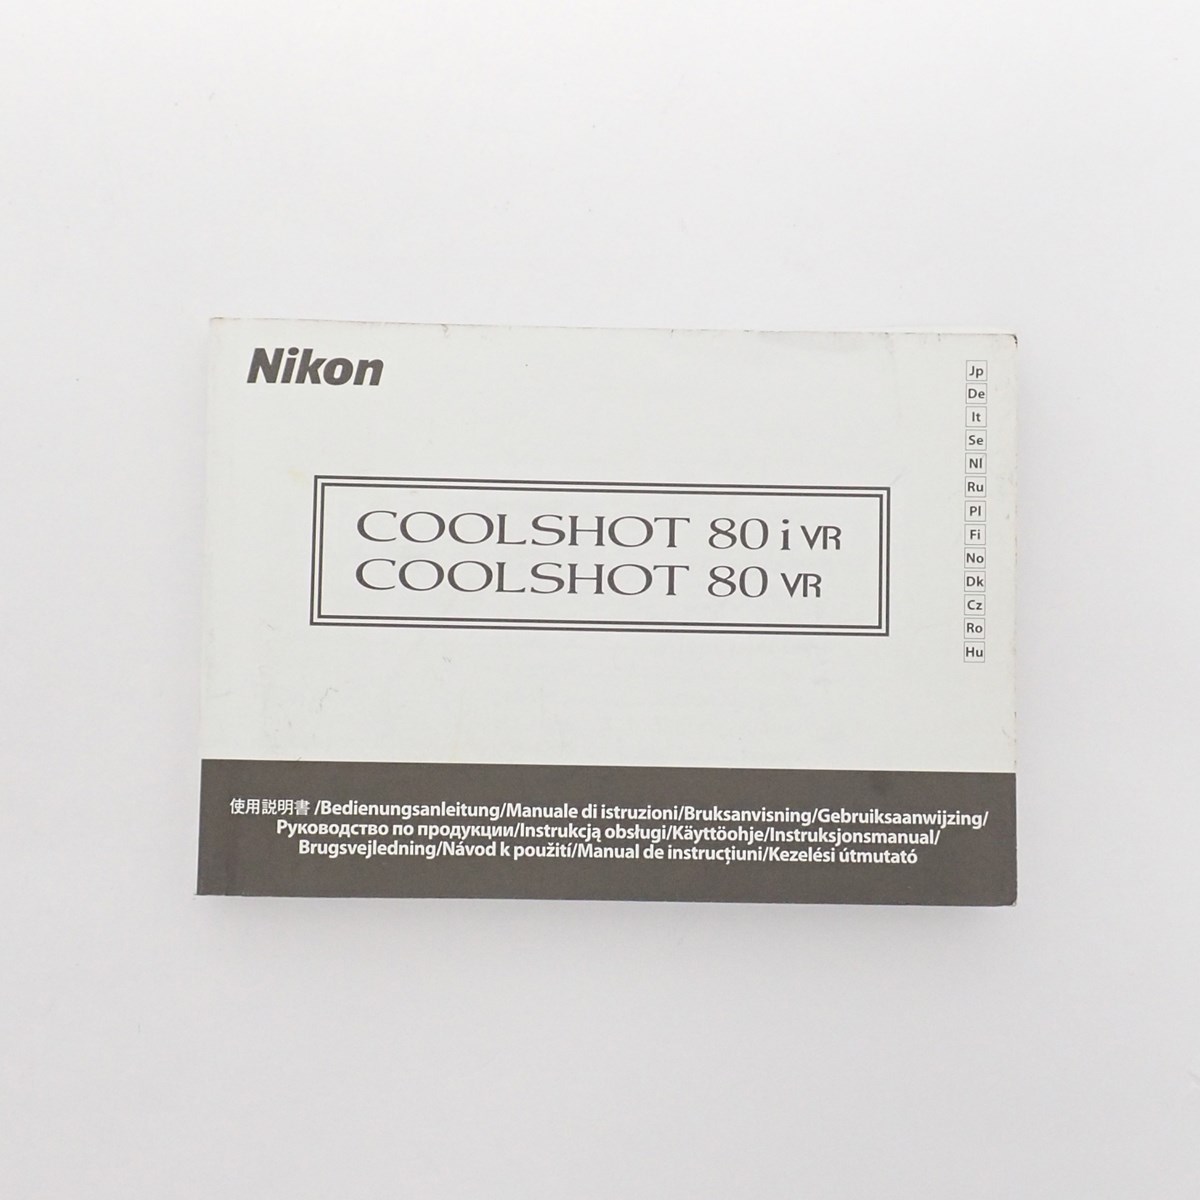 Nikon
COOLSHOT 80i VR
COOLSHOT 80 VR
Jp
De
It
Se
Nl
Ru
Pl
Fi
No
Dk
Cz
Ro
Hu
使用説明書/Bedienungsanleitung/Manuale di istruzioni/Bruksanvisning/Gebruiksaanwijzing/
Руководство по продукции/Instrukcją obsługi/Käyttöohje/Instruksjonsmanual/
Brugsvejledning/Návod k použití/Manual de instrucțiuni/Kezelési útmutató